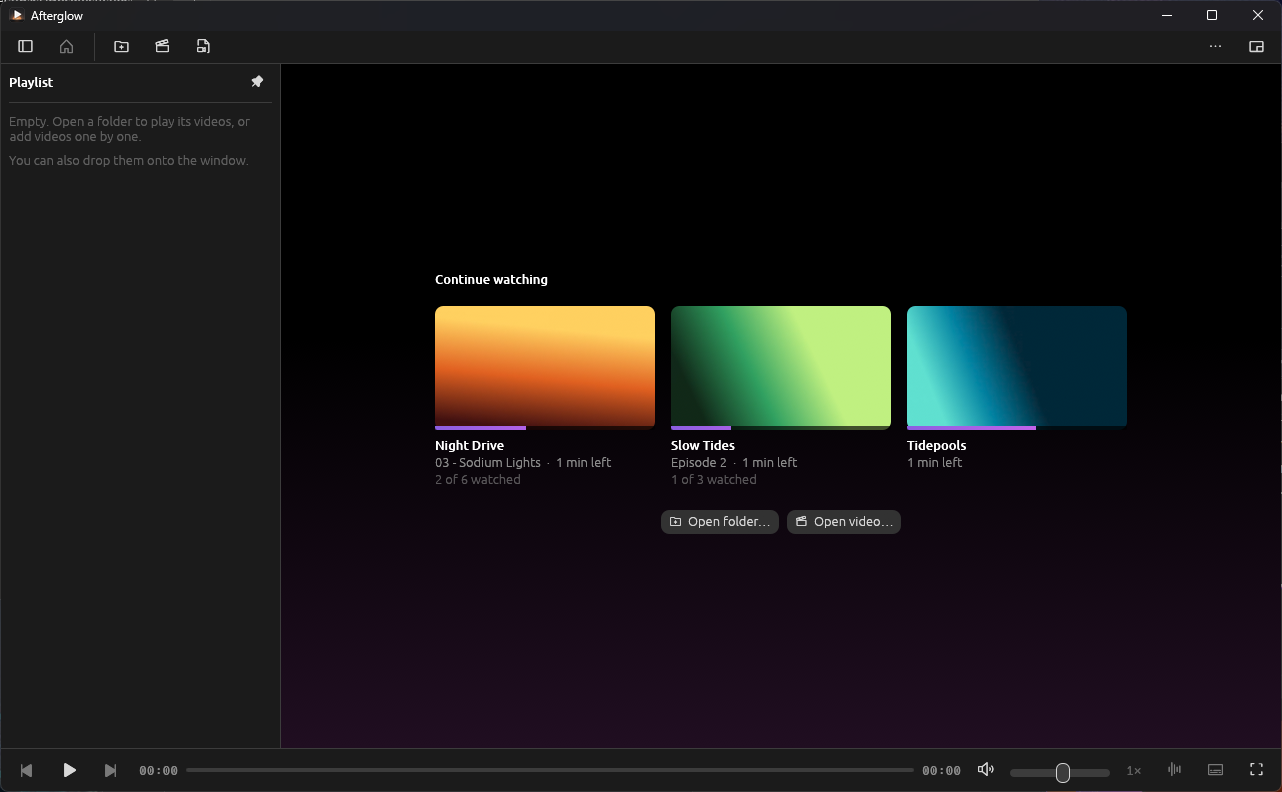 Afterglow
Playlist
Empty. Open a folder to play its videos, or
add videos one by one.
You can also drop them onto the window.
Continue watching
Night Drive
03 - Sodium Lights · 1 min left
2 of 6 watched
Slow Tides
Episode 2 · 1 min left
1 of 3 watched
Tidepools
1 min left
Open folder…
Open video…
00:00
00:00
1×